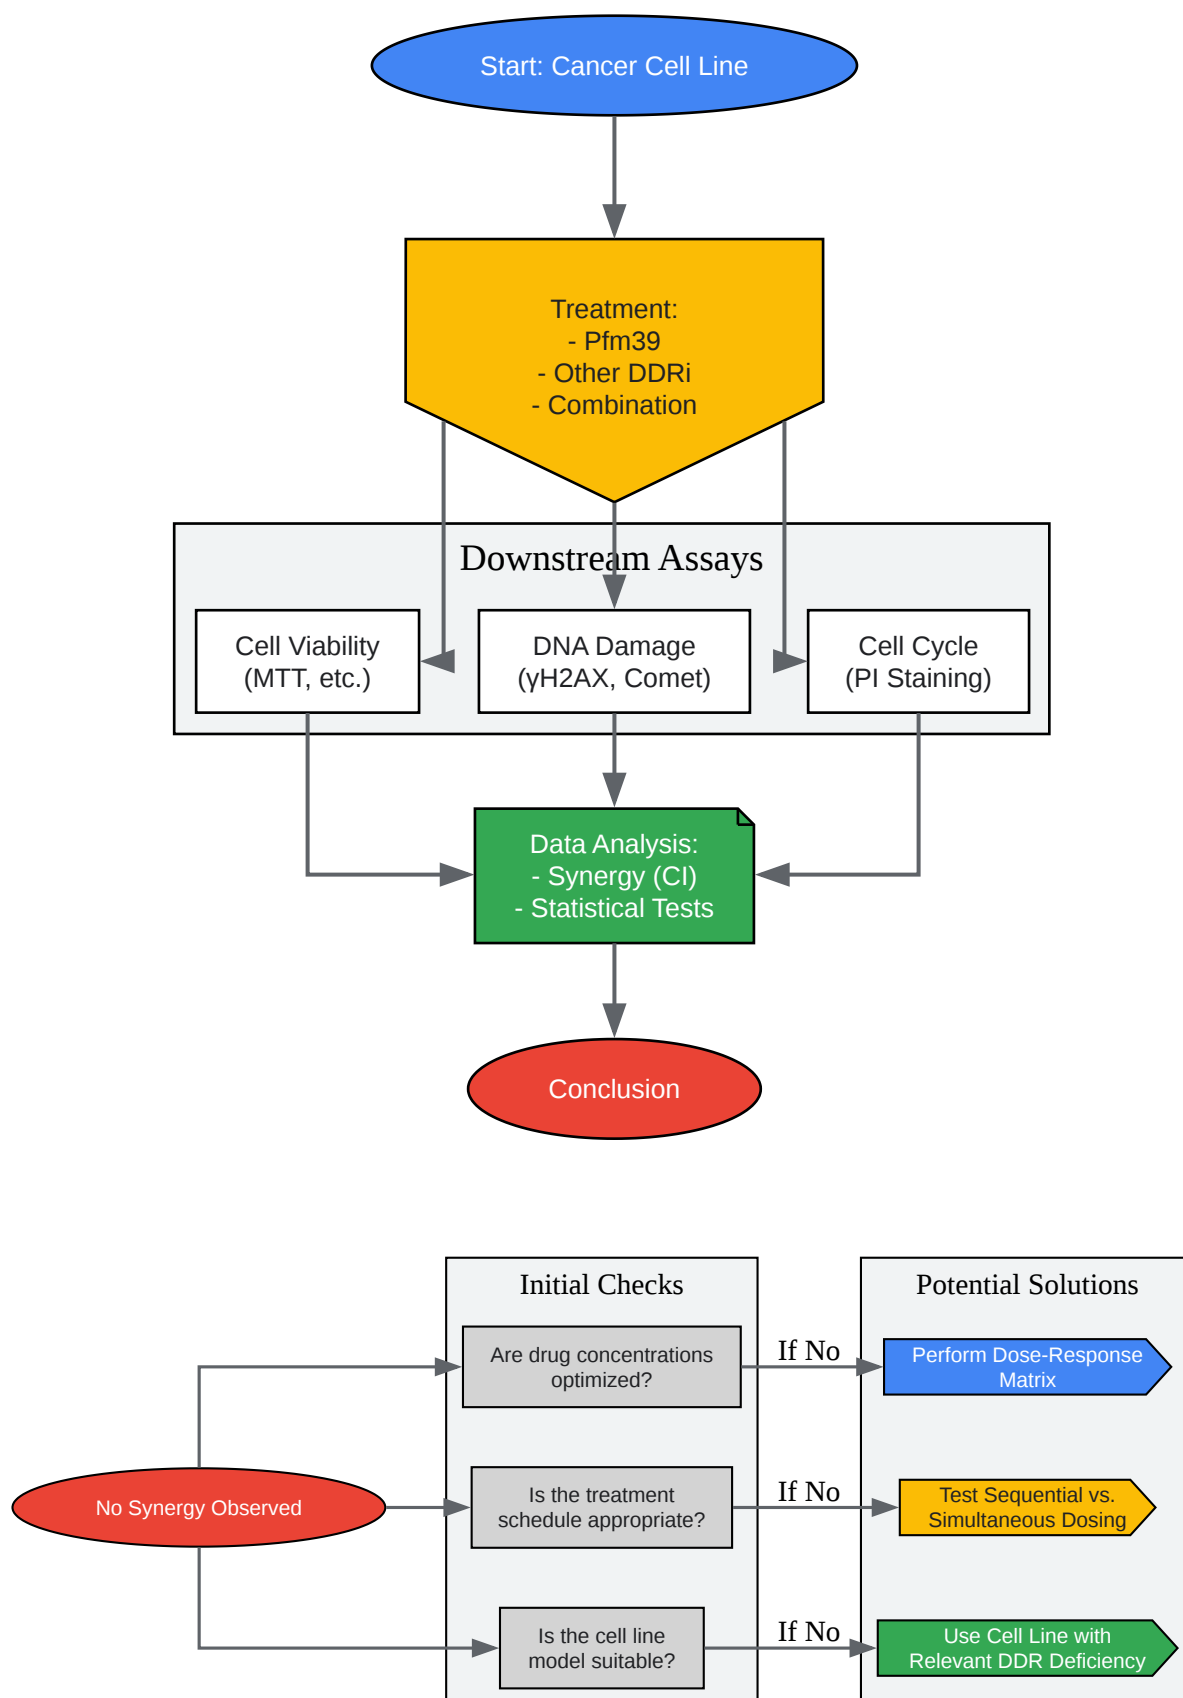 Start: Cancer Cell Line
Treatment:
- Pfm39
- Other DDRi
- Combination
Downstream Assays
Cell Viability
(MTT, etc.)
DNA Damage
(γH2AX, Comet)
Cell Cycle
(PI Staining)
Data Analysis:
- Synergy (CI)
- Statistical Tests
Conclusion
Initial Checks
Potential Solutions
Are drug concentrations
optimized?
If No
Perform Dose-Response
Matrix
No Synergy Observed
Is the treatment
schedule appropriate?
If No
Test Sequential vs.
Simultaneous Dosing
Is the cell line
model suitable?
If No
Use Cell Line with
Relevant DDR Deficiency